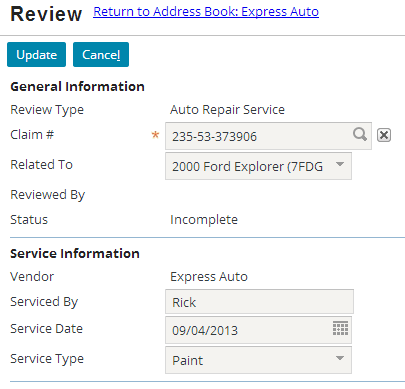 Review Return to Address Book: Express Auto
Update Cancel
General Information
Review Type Auto Repair Service
Claim # * 235-53-373906
Related To 2000 Ford Explorer (7FDG
Reviewed By
Status Incomplete
Service Information
Vendor Express Auto
Serviced By Rick
Service Date 09/04/2013
Service Type Paint